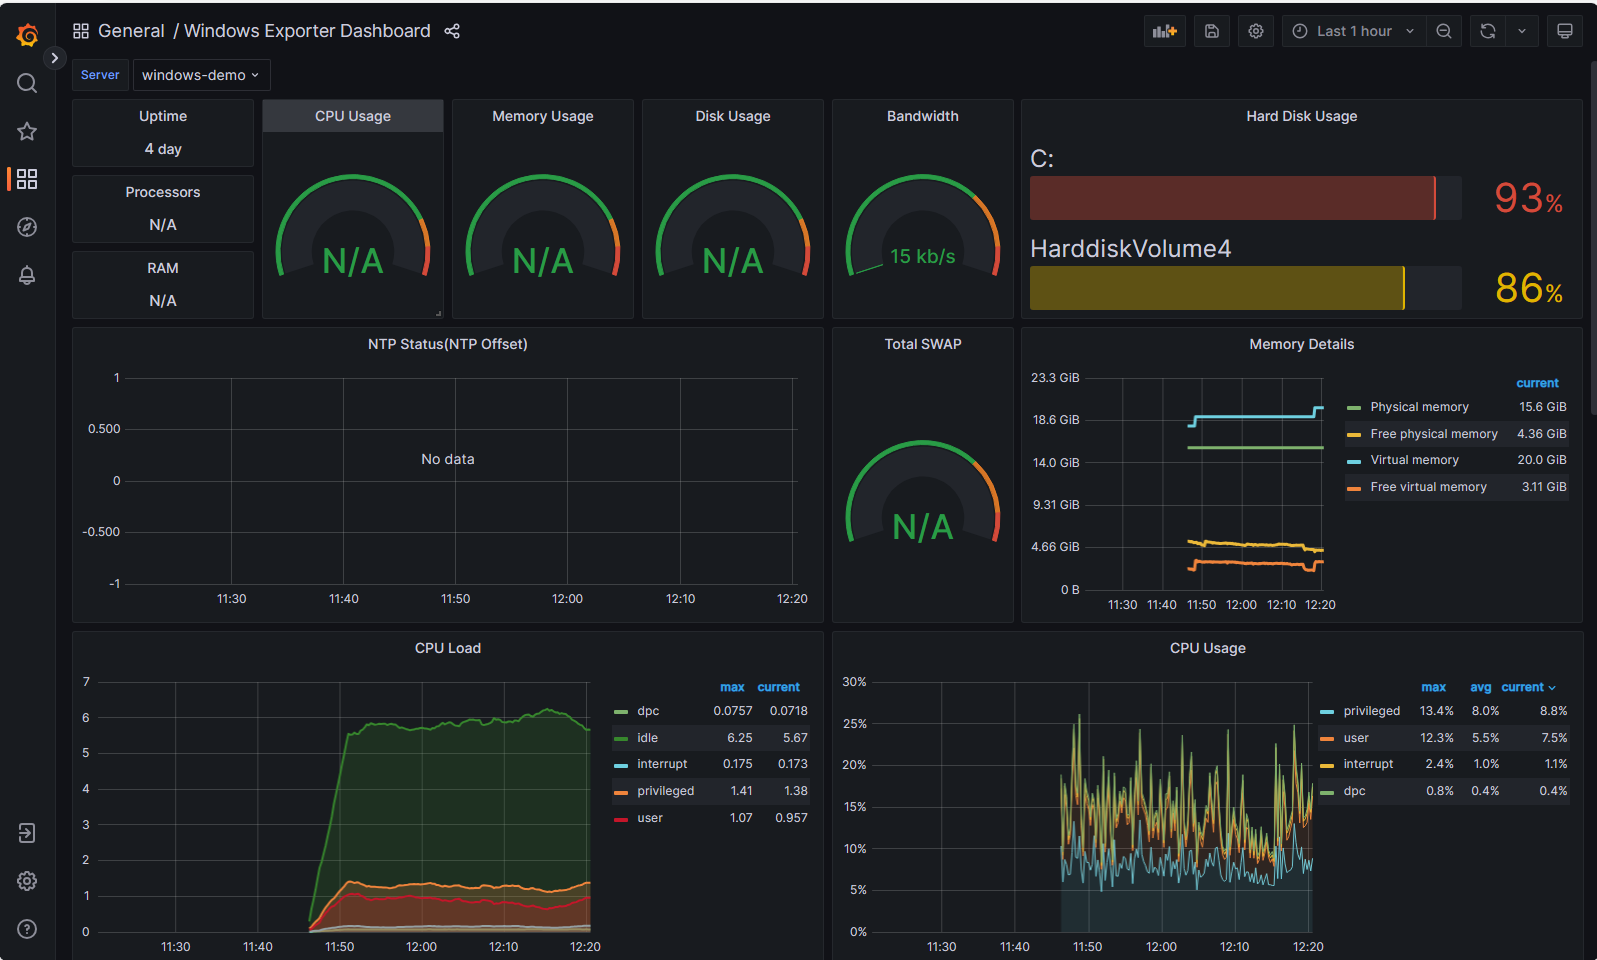 General / Windows Exporter Dashboard
Last 1 hour
Server windows-demo
Uptime
4 day
Processors
N/A
RAM
N/A
CPU Usage
N/A
Memory Usage
N/A
Disk Usage
N/A
Bandwidth
15 kb/s
Hard Disk Usage
C:
93%
HarddiskVolume4
86%
NTP Status(NTP Offset)
1
0.500
0
-0.500
-1
No data
11:30 11:40 11:50 12:00 12:10 12:20
Total SWAP
N/A
Memory Details
23.3 GiB
18.6 GiB
14.0 GiB
9.31 GiB
4.66 GiB
0 B
11:30 11:40 11:50 12:00 12:10 12:20
current
Physical memory 15.6 GiB
Free physical memory 4.36 GiB
Virtual memory 20.0 GiB
Free virtual memory 3.11 GiB
CPU Load
7
6
5
4
3
2
1
0
11:30 11:40 11:50 12:00 12:10 12:20
max current
dpc 0.0757 0.0718
idle 6.25 5.67
interrupt 0.175 0.173
privileged 1.41 1.38
user 1.07 0.957
CPU Usage
30%
25%
20%
15%
10%
5%
0%
11:30 11:40 11:50 12:00 12:10 12:20
max avg current
privileged 13.4% 8.0% 8.8%
user 12.3% 5.5% 7.5%
interrupt 2.4% 1.0% 1.1%
dpc 0.8% 0.4% 0.4%